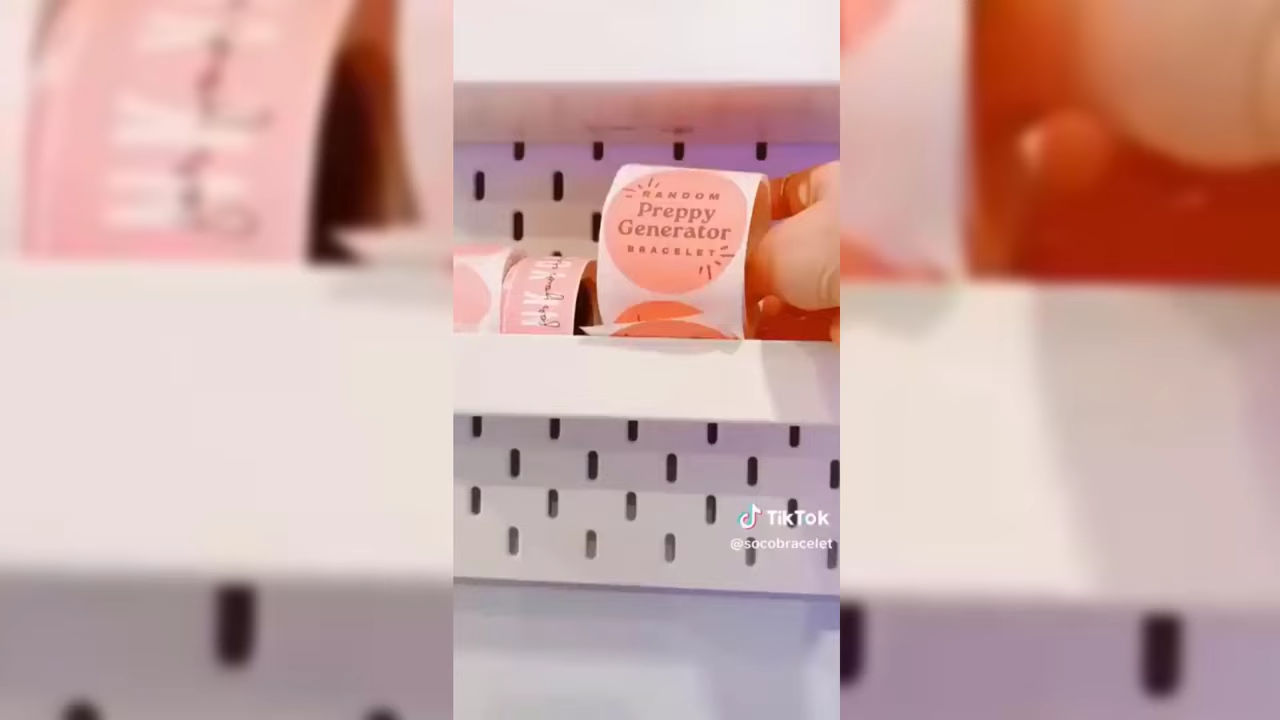 RANDOM
Preppy
Generator
BRACELET
TikTok
@socobracelet